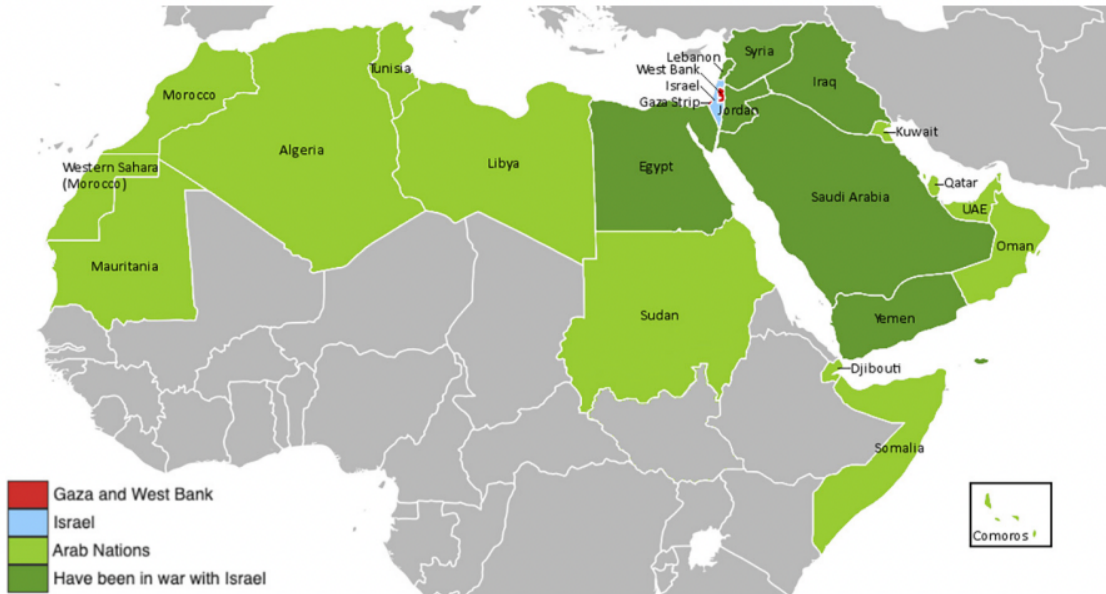 Lebanon
Syria
West Bank
Israel
Gaza Strip
Jordan
Iraq
Kuwait
Tunisia
Morocco
Algeria
Libya
Egypt
Western Sahara
(Morocco)
Saudi Arabia
Qatar
UAE
Oman
Mauritania
Sudan
Yemen
Djibouti
Somalia
Comoros
Gaza and West Bank
Israel
Arab Nations
Have been in war with Israel